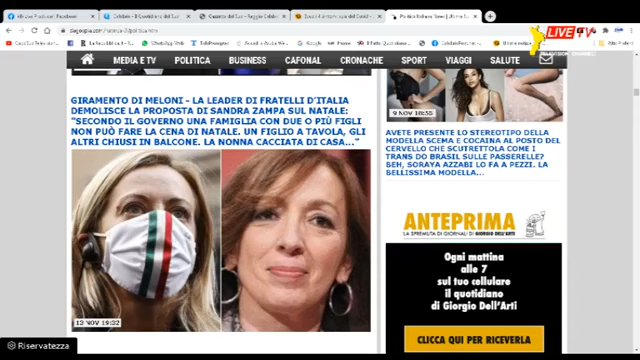 HOME
MEDIA E TV
POLITICA
BUSINESS
CAFONAL
CRONACHE
SPORT
VIAGGI
SALUTE
LIVE TV
GIRAMENTO DI MELONI - LA LEADER DI FRATELLI D'ITALIA
DEMOLISCE LA PROPOSTA DI SANDRA ZAMPA SUL NATALE:
"SECONDO IL GOVERNO UNA FAMIGLIA CON DUE O PIÙ FIGLI
NON PUÒ FARE LA CENA DI NATALE. UN FIGLIO A TAVOLA, GLI
ALTRI CHIUSI IN BALCONE. LA NONNA CACCIATA DI CASA..."
13 NOV 19:32
9 NOV 18:58
AVETE PRESENTE LO STEREOTIPO DELLA
MODELLA SCEMA E COCAINA AL POSTO DEL
CERVELLO CHE SCULETTA COME I
TRANS DO BRASIL SULLE PASSERELLE?
BEH, SORAYA AZZABI LO FA A PEZZI. LA
BELLISSIMA MODELLA...
ANTEPRIMA
LA SPREMUTA DI GIORNALI DI GIORGIO DELL'ARTI
Ogni mattina
alle 7
sul tuo cellulare
il quotidiano
di Giorgio Dell'Arti
CLICCA QUI PER RICEVERLA
Riservatezza